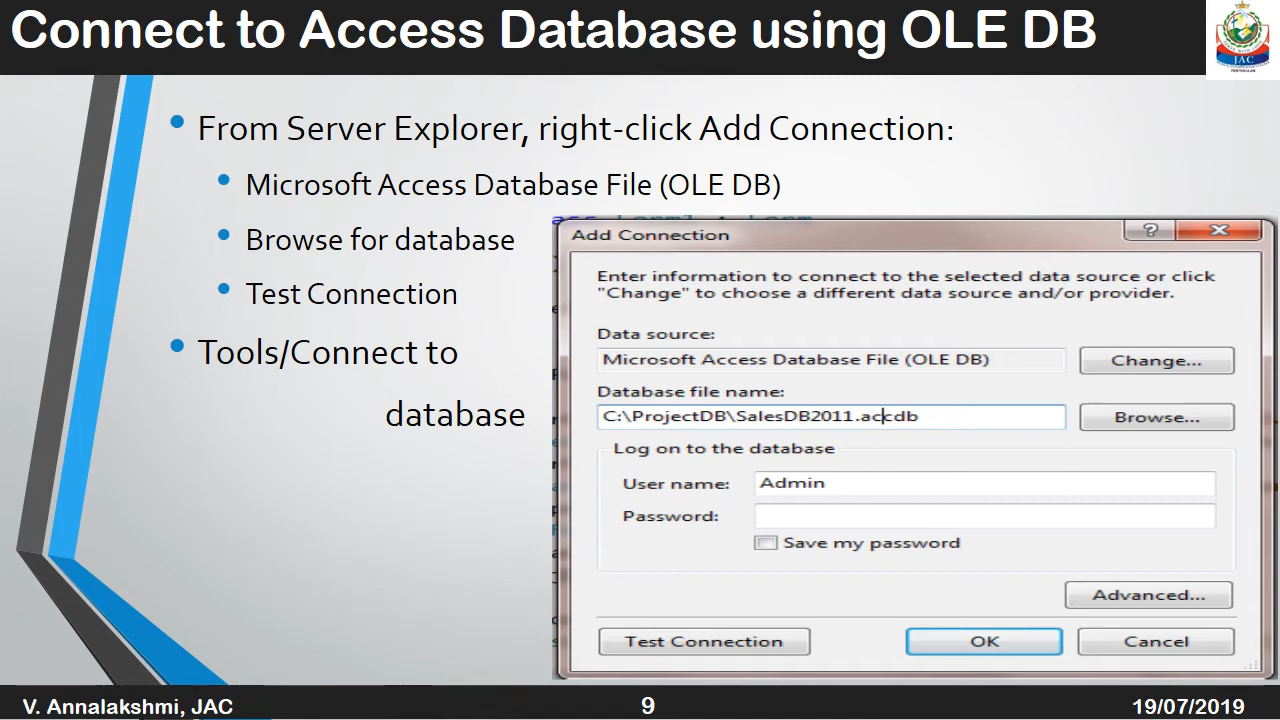 Connect to Access Database using OLE DB
JAC
• From Server Explorer, right-click Add Connection:
• Microsoft Access Database File (OLE DB)
• Browse for database
• Test Connection
• Tools/Connect to
database
Add Connection
?
Enter information to connect to the selected data source or click
"Change" to choose a different data source and/or provider.
Data source:
Microsoft Access Database File (OLE DB)
Change...
Database file name:
C:\ProjectDB\SalesDB2011.accdb
Browse...
Log on to the database
User name:
Admin
Password:
Save my password
Advanced...
Test Connection
OK
Cancel
V. Annalakshmi, JAC
9
19/07/2019